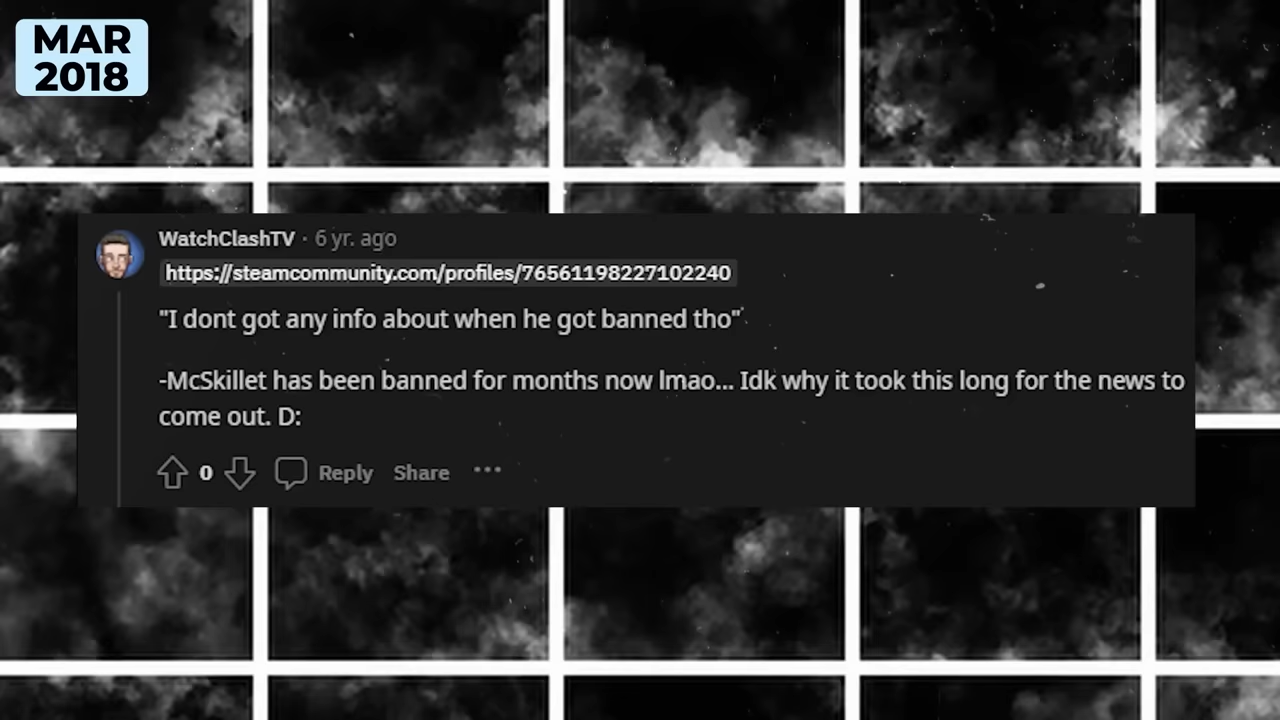 MAR
2018
WatchClashTV · 6 yr. ago
https://steamcommunity.com/profiles/76561198227102240
"I dont got any info about when he got banned tho"
-McSkillet has been banned for months now lmao... Idk why it took this long for the news to
come out. D:
0 Reply Share ...